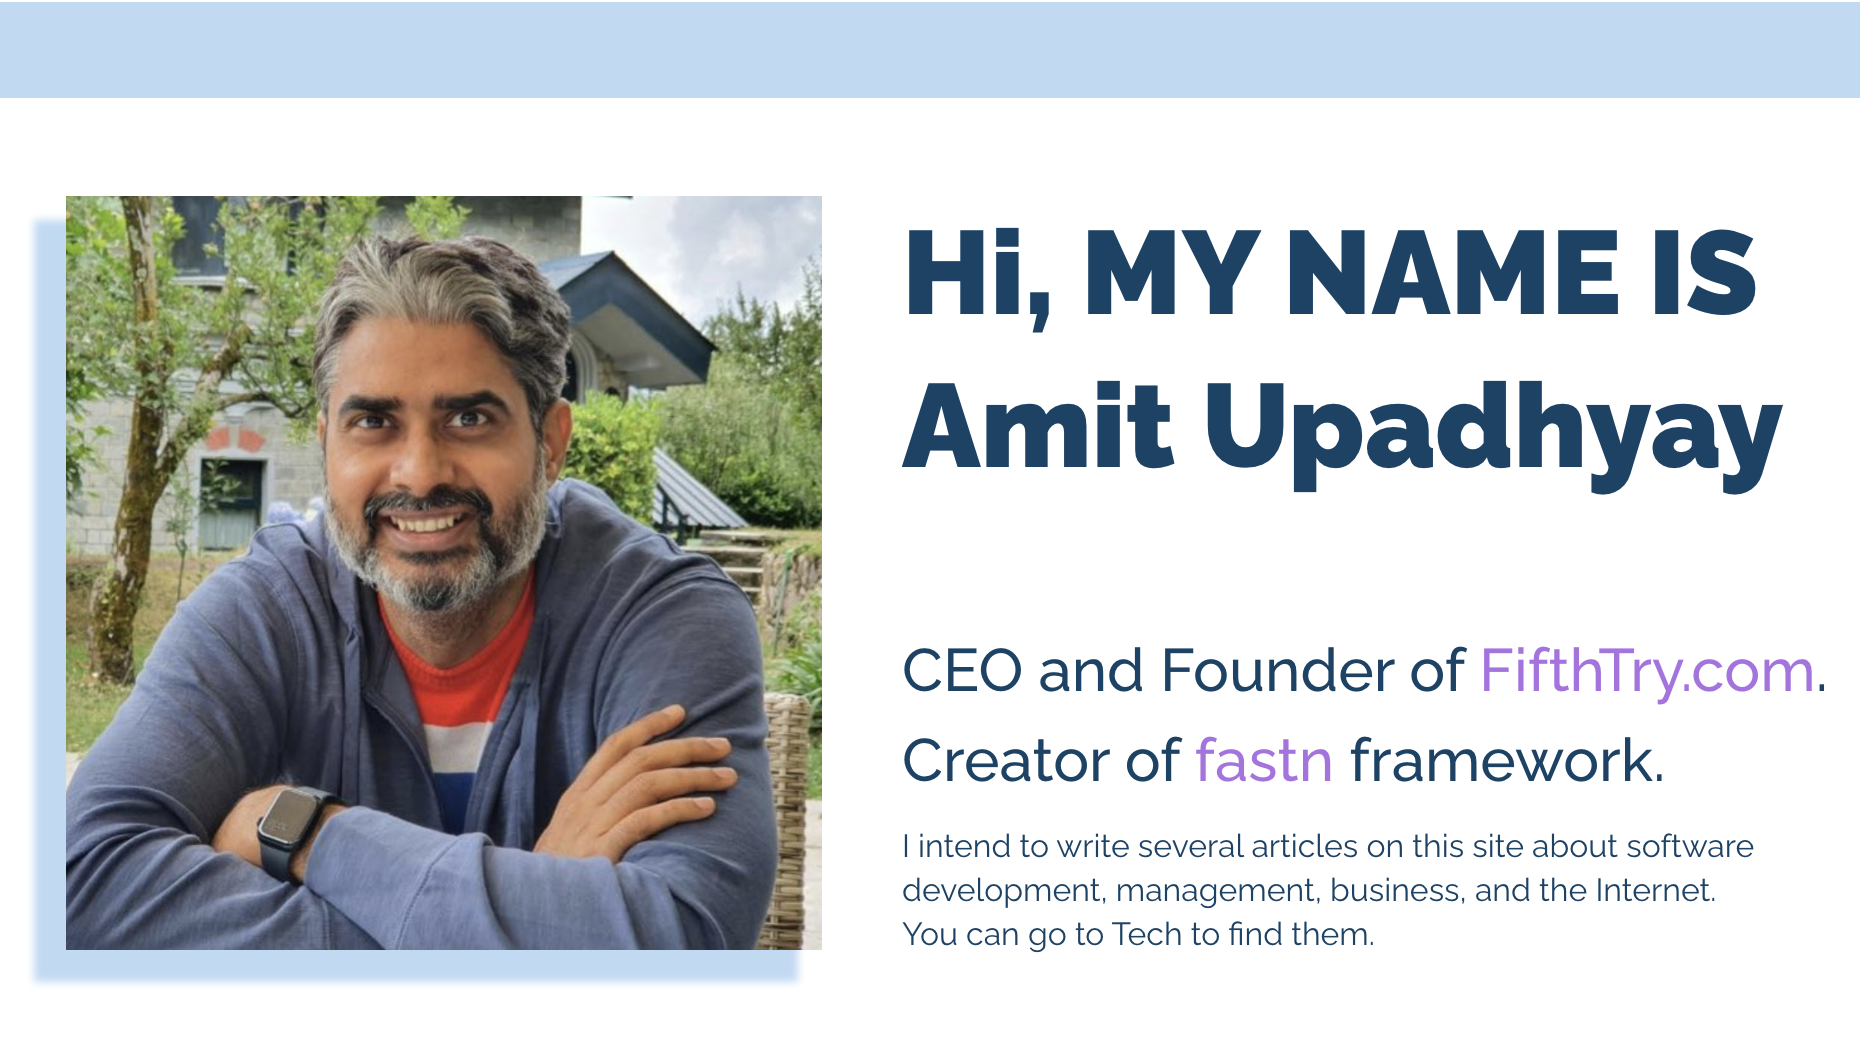 Hi, MY NAME IS
Amit Upadhyay
CEO and Founder of FifthTry.com.
Creator of fastn framework.
I intend to write several articles on this site about software
development, management, business, and the Internet.
You can go to Tech to find them.